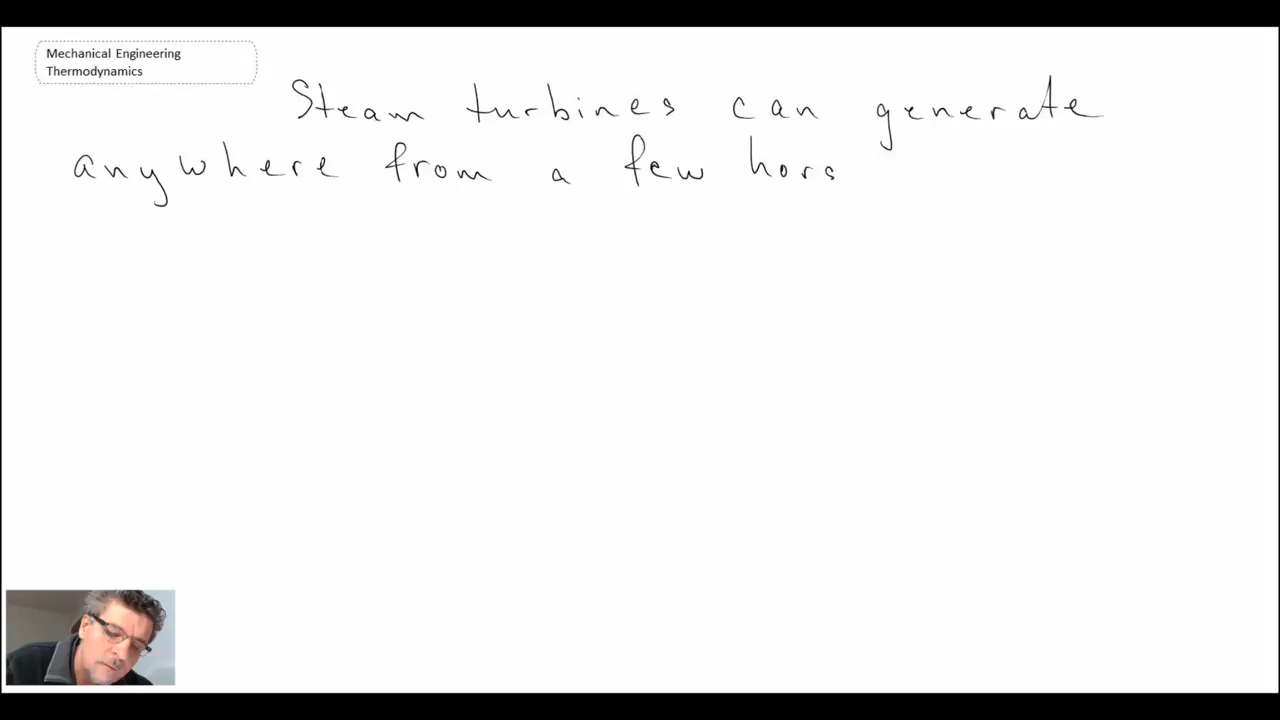 Mechanical Engineering
Thermodynamics
Steam turbines can generate
anywhere from a few hors